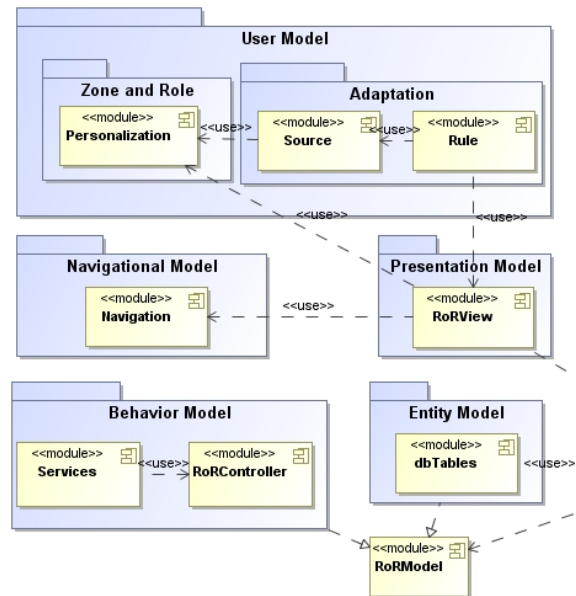 User Model
Zone and Role
Adaptation
<<module>>
Personalization
<<use>>
<<module>>
Source
<<use>>
<<module>>
Rule
<<use>>
<<use>>
Navigational Model
<<module>>
Navigation
<<use>>
Presentation Model
<<module>>
RoRView
Behavior Model
<<module>>
Services
<<use>>
<<module>>
RoRController
Entity Model
<<module>>
dbTables
<<use>>
<<module>>
RoRModel